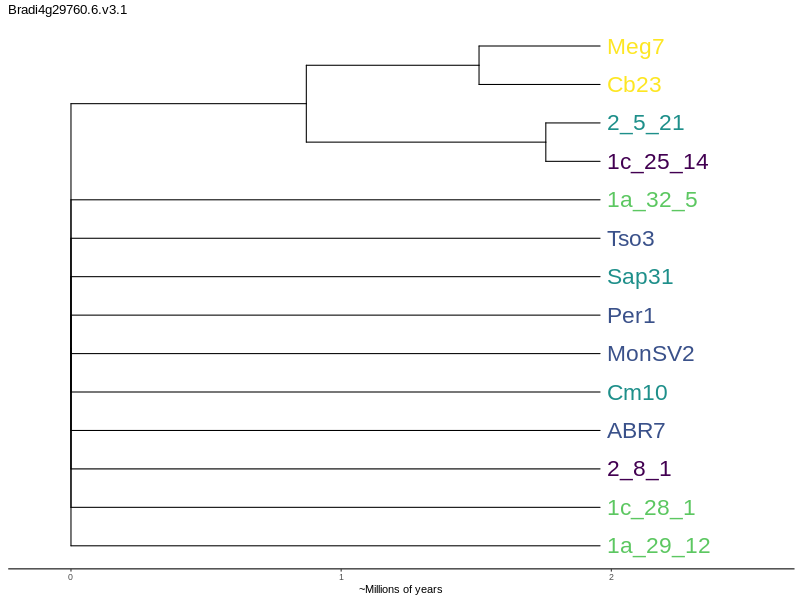 Bradi4g29760.6.v3.1
Meg7
Cb23
2_5_21
1c_25_14
1a_32_5
Tso3
Sap31
Per1
MonSV2
Cm10
ABR7
2_8_1
1c_28_1
1a_29_12
0 1 2
~Millions of years